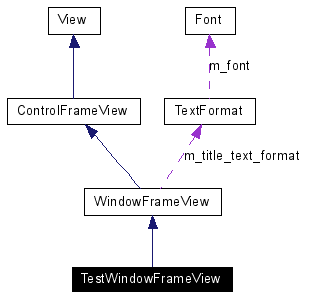 View
Font
m_font
ControlFrameView
TextFormat
m_title_text_format
WindowFrameView
TestWindowFrameView